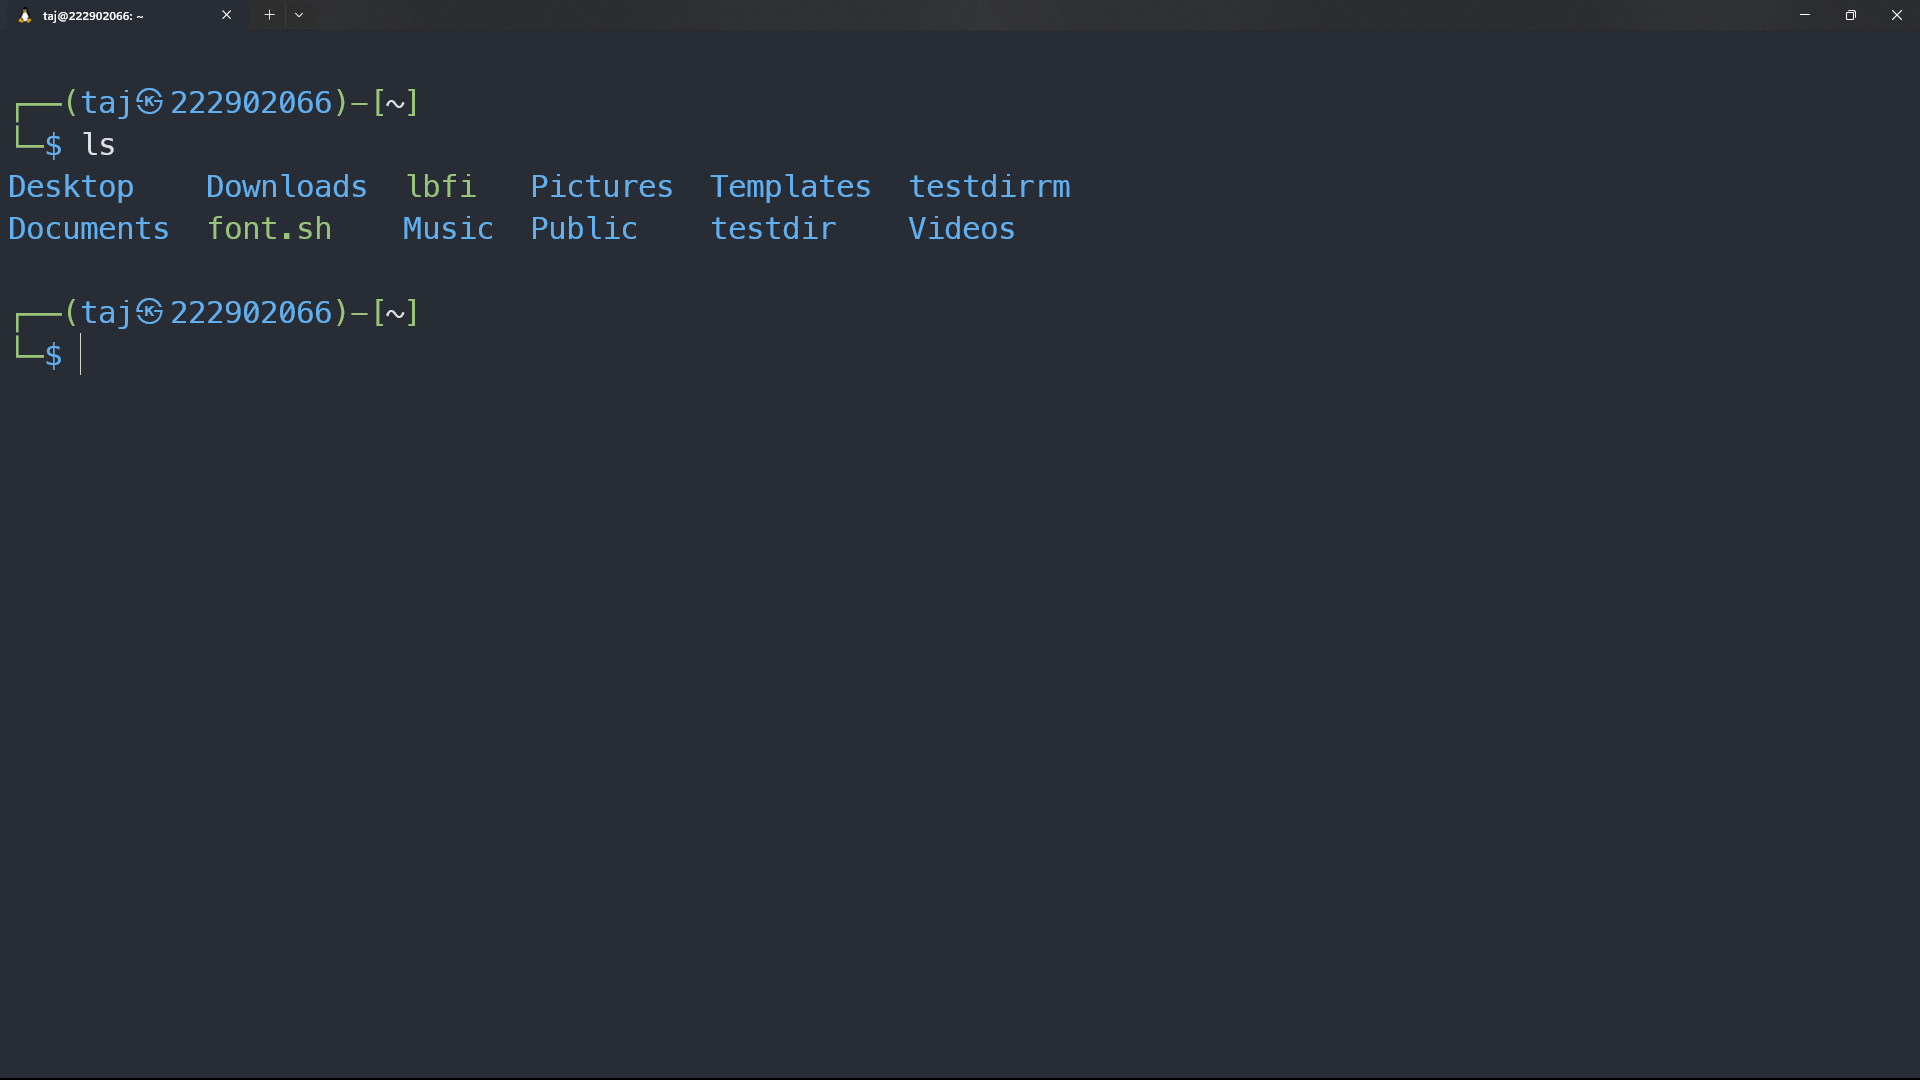 taj@222902066: ~
┌──(taj㉿222902066)-[~]
└─$ ls
Desktop    Downloads  lbfi   Pictures  Templates  testdirrm
Documents  font.sh    Music  Public    testdir    Videos
┌──(taj㉿222902066)-[~]
└─$